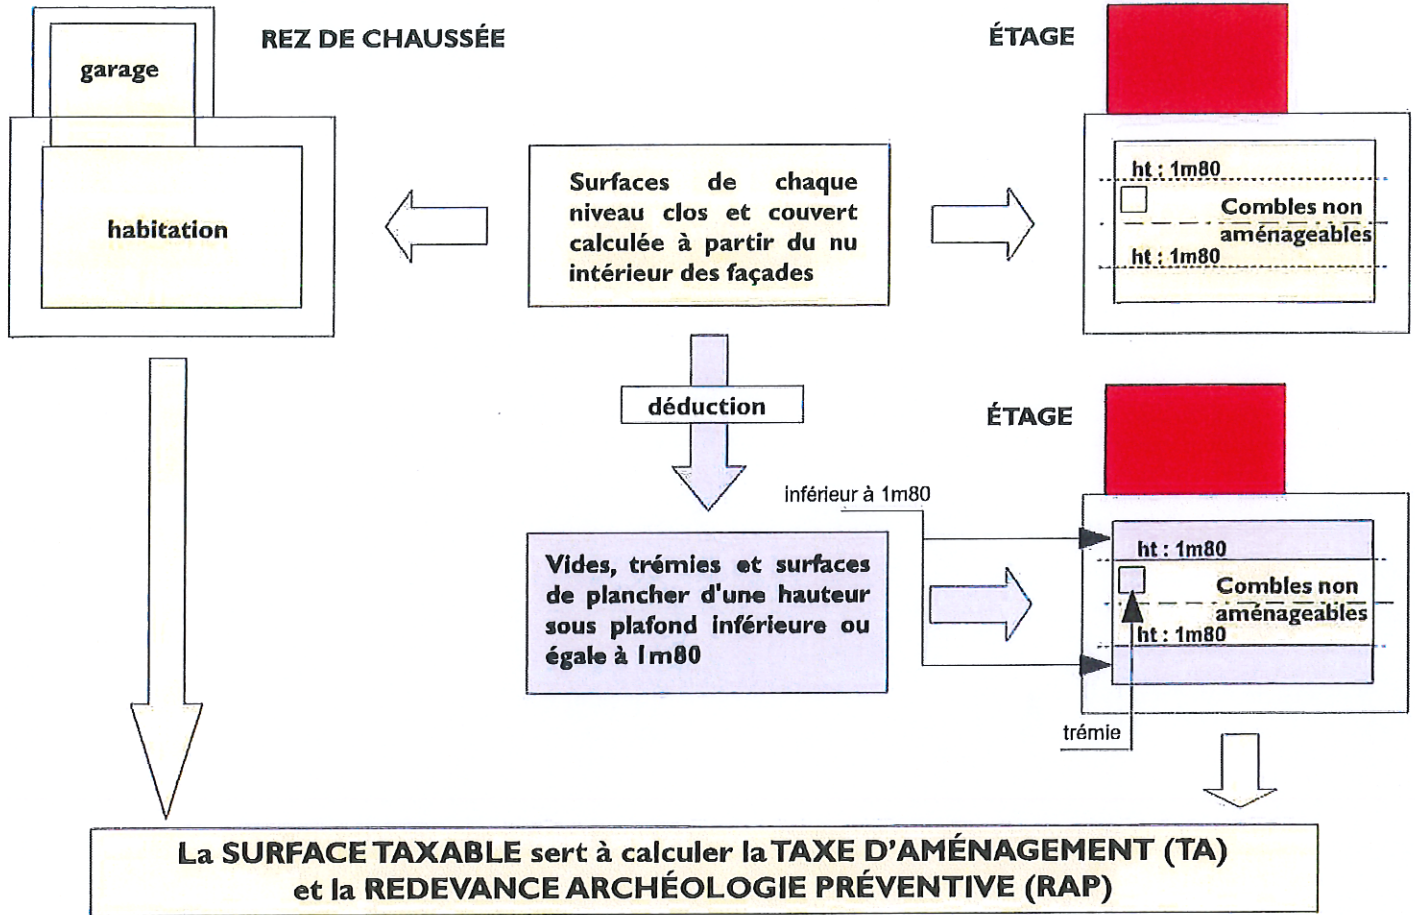 REZ DE CHAUSSÉE
ÉTAGE
garage
habitation
Surfaces de chaque
niveau clos et couvert
calculée à partir du nu
intérieur des façades
ht : 1m80
Combles non
aménageables
ht : 1m80
déduction
ÉTAGE
inférieur à 1m80
Vides, trémies et surfaces
de plancher d'une hauteur
sous plafond inférieure ou
égale à 1m80
ht : 1m80
Combles non
aménageables
ht : 1m80
trémie
La SURFACE TAXABLE sert à calculer la TAXE D'AMÉNAGEMENT (TA)
et la REDEVANCE ARCHÉOLOGIE PRÉVENTIVE (RAP)